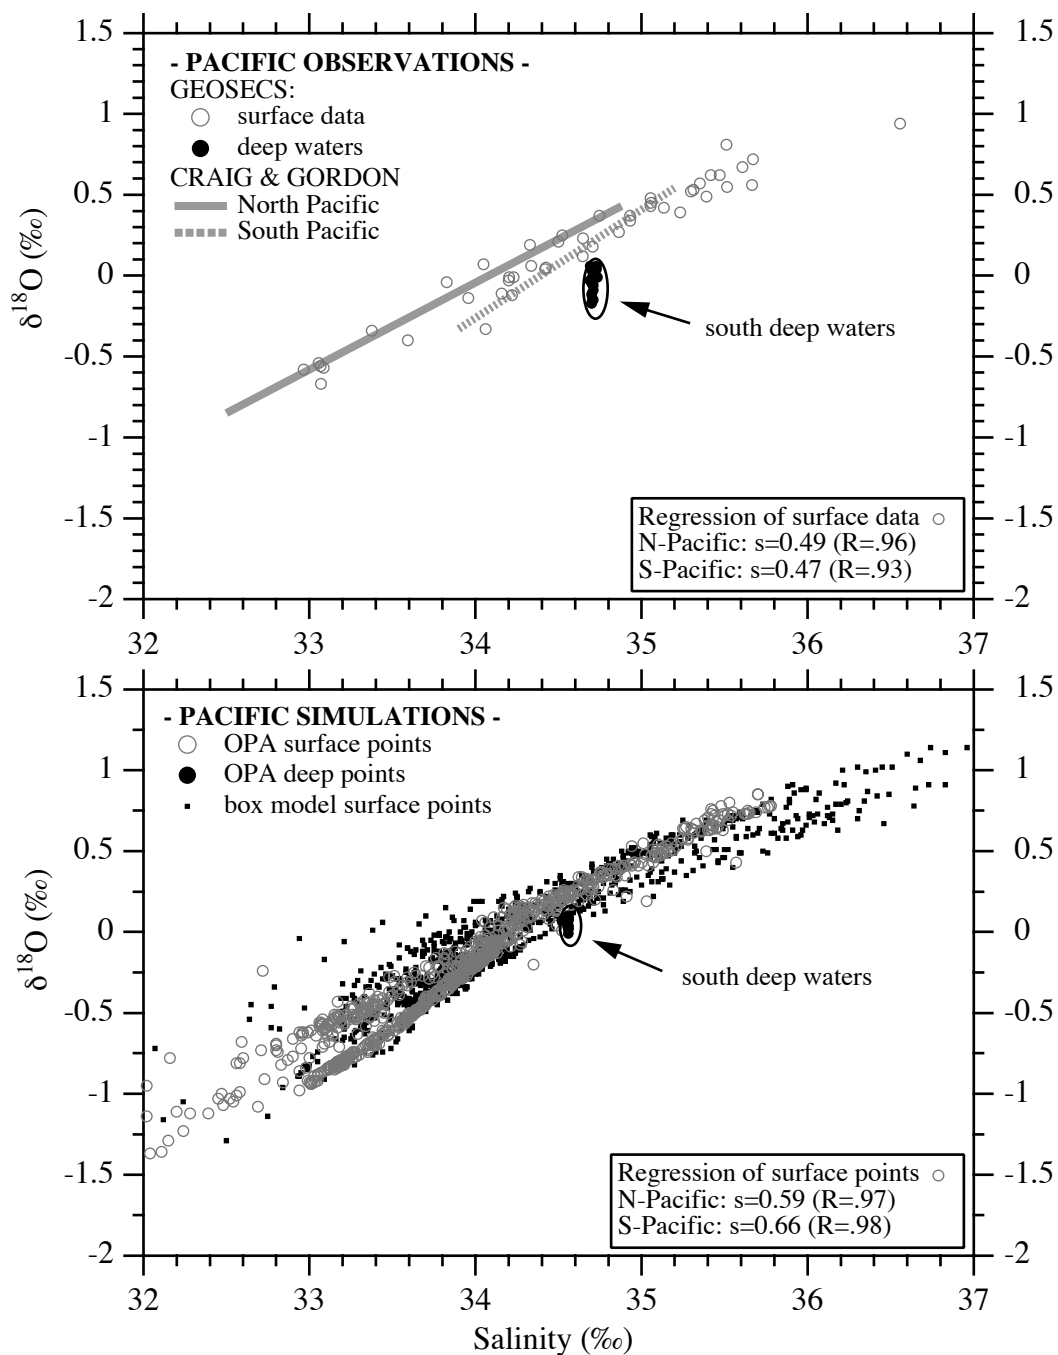 - PACIFIC OBSERVATIONS -
GEOSECS:
surface data
deep waters
CRAIG & GORDON
North Pacific
South Pacific
south deep waters
Regression of surface data
N-Pacific: s=0.49 (R=.96)
S-Pacific: s=0.47 (R=.93)
δ18O (‰)
1.5
1
0.5
0
-0.5
-1
-1.5
-2
1.5
1
0.5
0
-0.5
-1
-1.5
-2
32 33 34 35 36 37
- PACIFIC SIMULATIONS -
OPA surface points
OPA deep points
box model surface points
south deep waters
Regression of surface points
N-Pacific: s=0.59 (R=.97)
S-Pacific: s=0.66 (R=.98)
δ18O (‰)
1.5
1
0.5
0
-0.5
-1
-1.5
-2
1.5
1
0.5
0
-0.5
-1
-1.5
-2
32 33 34 35 36 37
Salinity (‰)